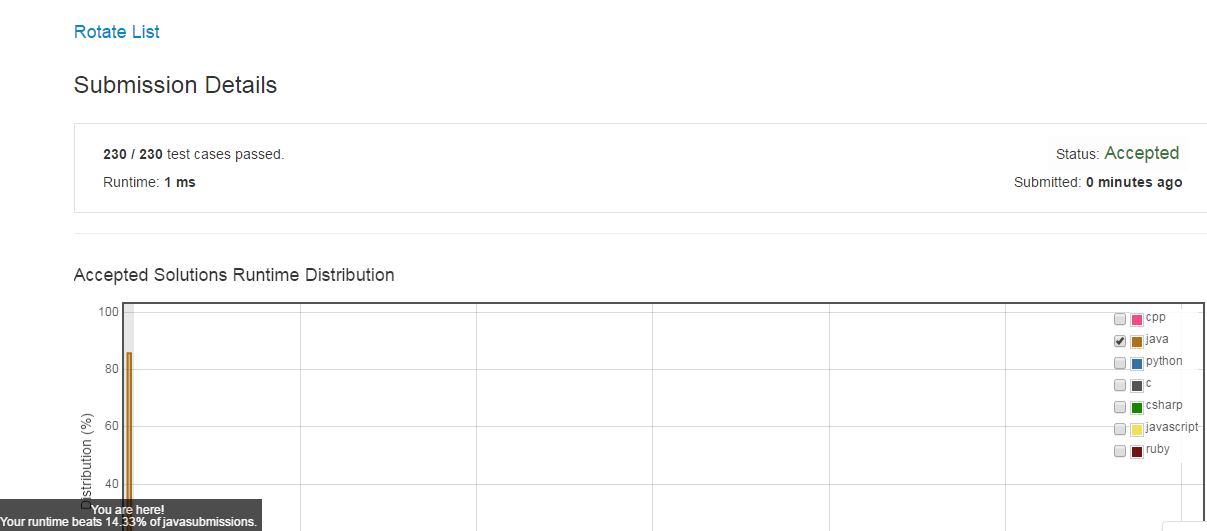 Rotate List
Submission Details
230 / 230 test cases passed.
Status: Accepted
Runtime: 1 ms
Submitted: 0 minutes ago
Accepted Solutions Runtime Distribution
100
80
60
40
Distribution (%)
cpp
java
python
c
csharp
javascript
ruby
You are here!
Your runtime beats 14.33% of javasubmissions.